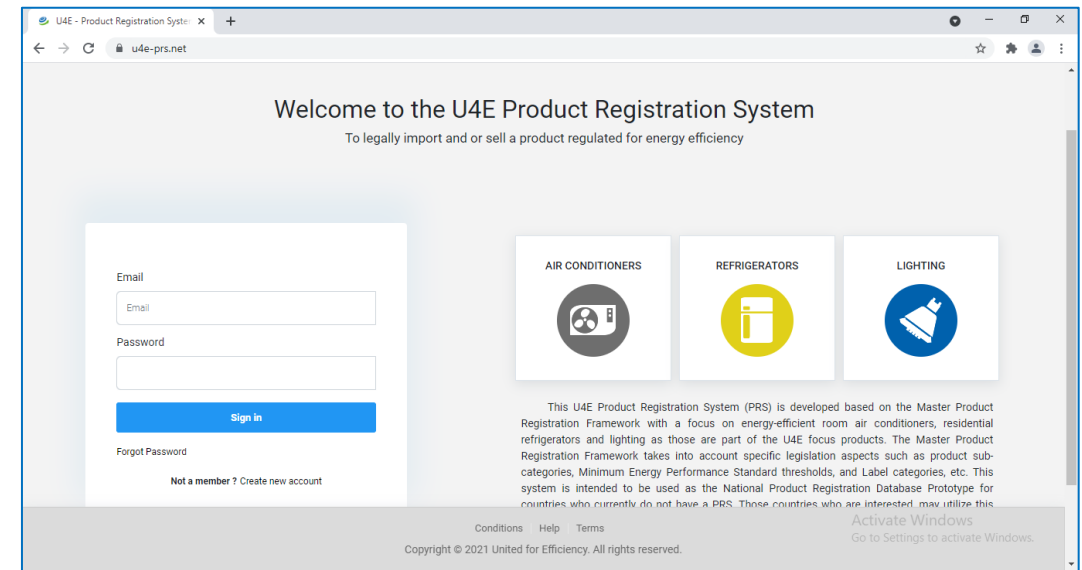 U4E - Product Registration Syste
u4e-prs.net
Welcome to the U4E Product Registration System
To legally import and or sell a product regulated for energy efficiency
Email
Email
Password
Sign in
Forgot Password
Not a member ? Create new account
AIR CONDITIONERS
REFRIGERATORS
LIGHTING
This U4E Product Registration System (PRS) is developed based on the Master Product
Registration Framework with a focus on energy-efficient room air conditioners, residential
refrigerators and lighting as those are part of the U4E focus products. The Master Product
Registration Framework takes into account specific legislation aspects such as product sub-
categories, Minimum Energy Performance Standard thresholds, and Label categories, etc. This
system is intended to be used as the National Product Registration Database Prototype for
countries who currently do not have a PRS. Those countries who are interested, may utilize this
Conditions Help Terms
Copyright © 2021 United for Efficiency. All rights reserved.
Activate Windows
Go to Settings to activate Windows.